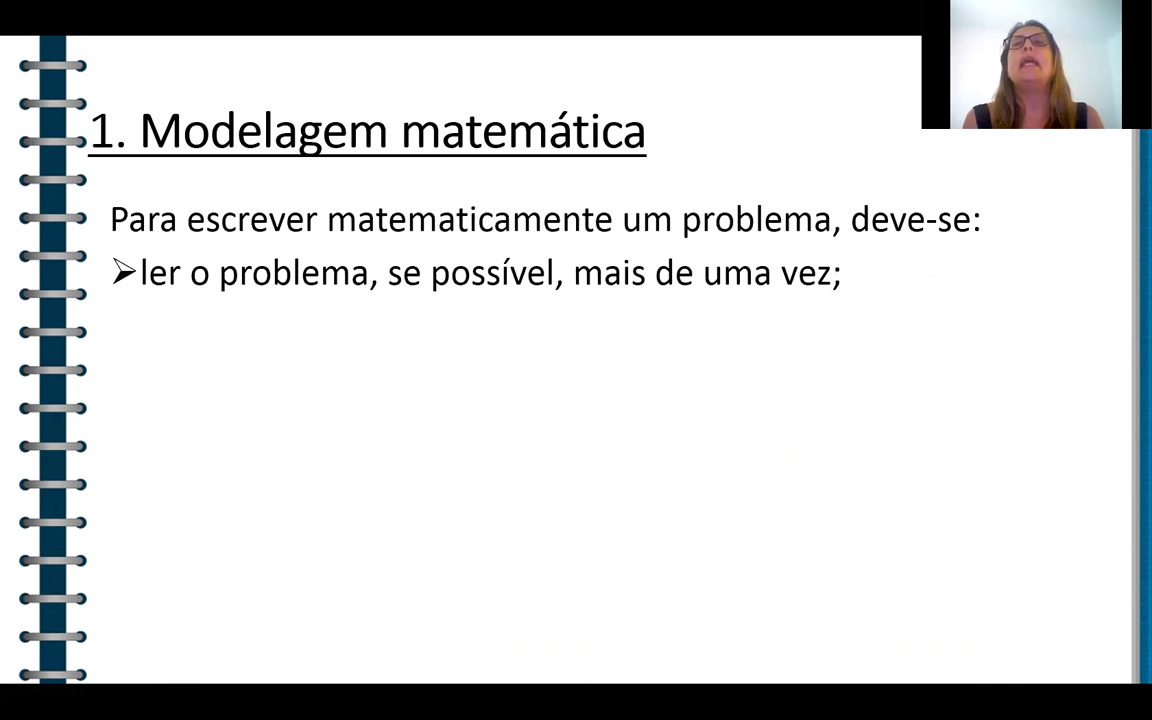 1. Modelagem matemática
Para escrever matematicamente um problema, deve-se:
➢ler o problema, se possível, mais de uma vez;